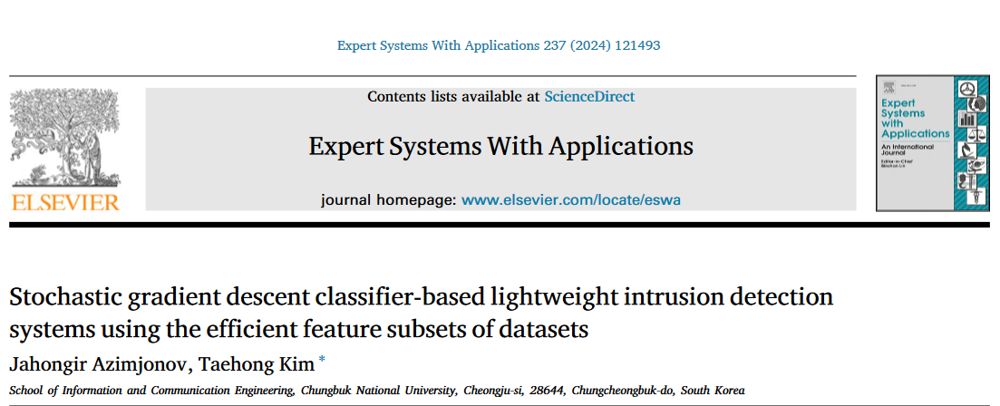 Expert Systems With Applications 237 (2024) 121493
Contents lists available at ScienceDirect
Expert Systems With Applications
journal homepage: www.elsevier.com/locate/eswa
ELSEVIER
Expert
Systems
with
Applications
An International
Journal
Editor-in-Chief
Binshan Lin
Stochastic gradient descent classifier-based lightweight intrusion detection
systems using the efficient feature subsets of datasets
Jahongir Azimjonov, Taehong Kim *
School of Information and Communication Engineering, Chungbuk National University, Cheongju-si, 28644, Chungcheongbuk-do, South Korea